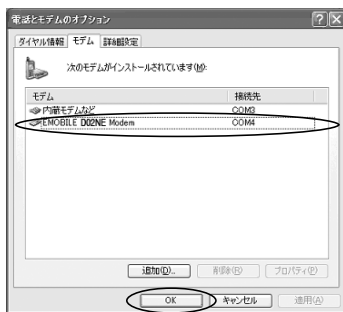 電話とモデムのオプション
ダイヤル情報 モデム 詳細設定
次のモデムがインストールされています(M):
モデム 接続先
内蔵モデムなど COM3
EMOBILE D02NE Modem COM4
追加(D)... 削除(R) プロパティ(P)
OK キャンセル 適用(A)